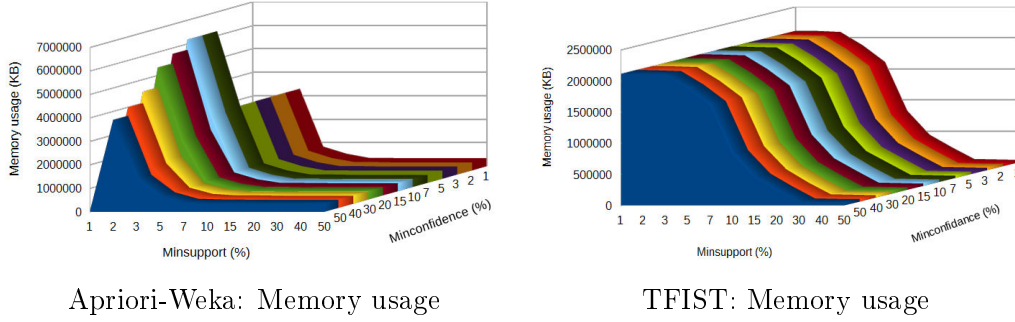 7000000
6000000
5000000
4000000
3000000
2000000
1000000
0
Memory usage (KB)
1 2 3 5 7 10 15 20 30 40 50
Minsupport (%)
50 40 30 20 15 10 7 5 3 2 1
Minconfidence (%)
Apriori-Weka: Memory usage
2500000
2000000
1500000
1000000
500000
0
Memory usage (KB)
1 2 3 5 7 10 15 20 30 40 50
Minsupport (%)
50 40 30 20 15 10 7 5 3 2
Minconfidance (%)
TFIST: Memory usage